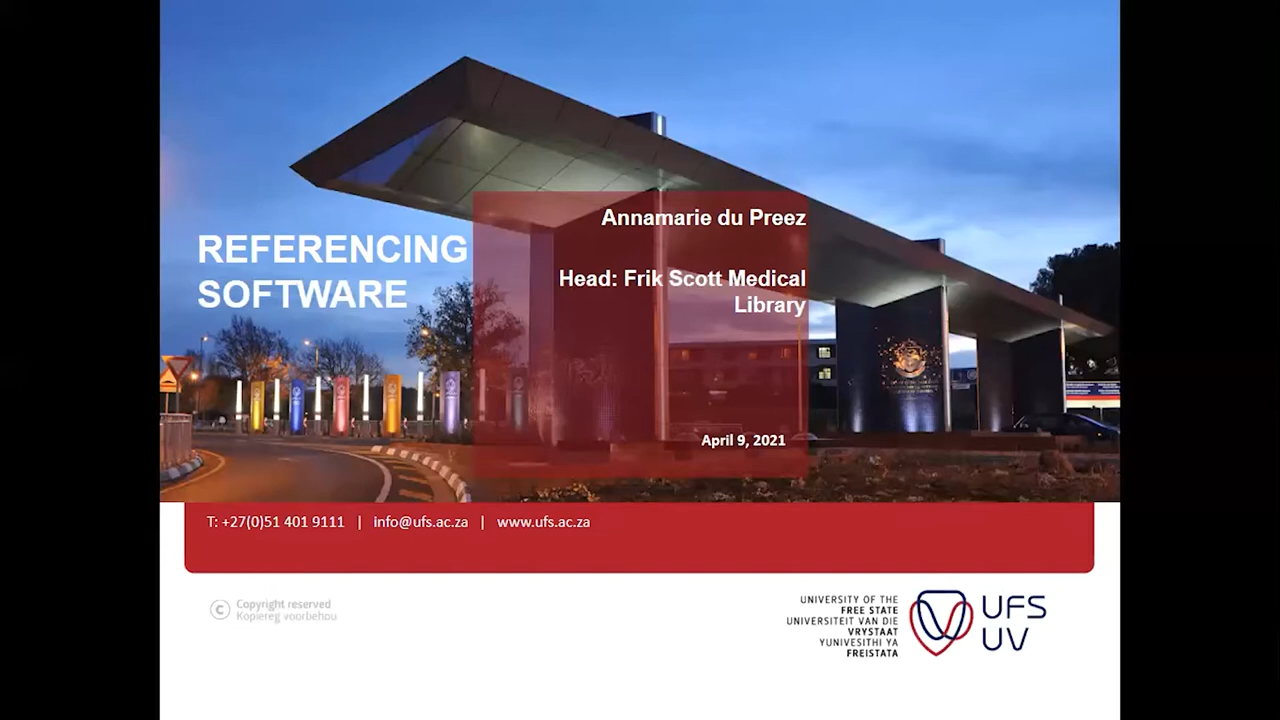 REFERENCING
SOFTWARE
Annamarie du Preez
Head: Frik Scott Medical
Library
April 9, 2021
T: +27(0)51 401 9111 | info@ufs.ac.za | www.ufs.ac.za
© Copyright reserved
Kopiereg voorbehou
UNIVERSITY OF THE
FREE STATE
UNIVERSITEIT VAN DIE
VRYSTAAT
YUNIVESITHI YA
FREISTATA
UFS
UV